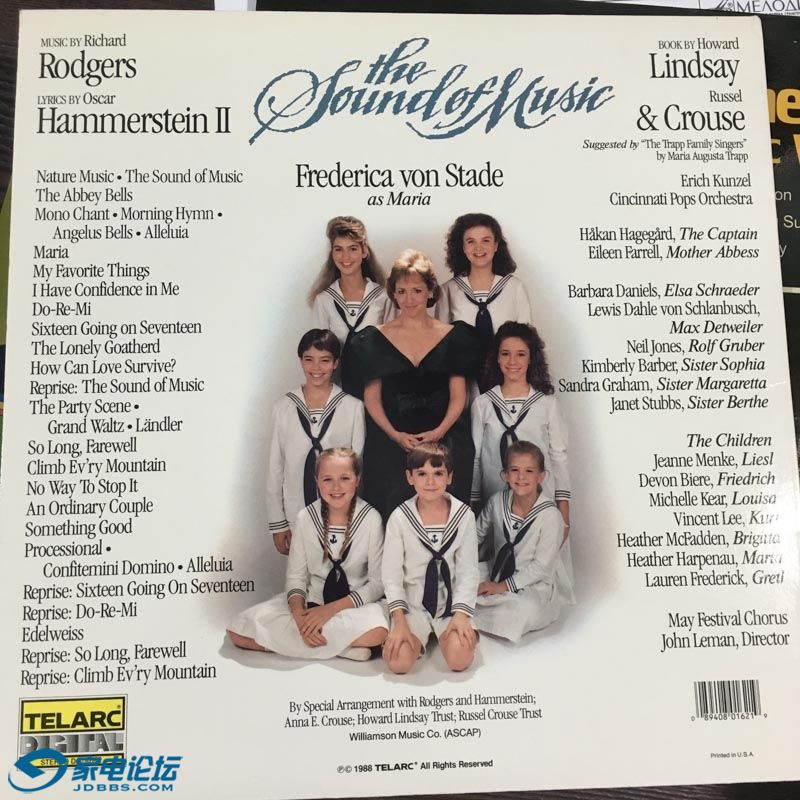 МЕЛОДИ
MUSIC BY Richard
Rodgers
LYRICS BY Oscar
Hammerstein II
the
Sound of Music
BOOK BY Howard
Lindsay
Russel
& Crouse
Suggested by "The Trapp Family Singers"
by Maria Augusta Trapp
Frederica von Stade
as Maria
Nature Music • The Sound of Music
The Abbey Bells
Mono Chant • Morning Hymn •
Angelus Bells • Alleluia
Maria
My Favorite Things
I Have Confidence in Me
Do-Re-Mi
Sixteen Going on Seventeen
The Lonely Goatherd
How Can Love Survive?
Reprise: The Sound of Music
The Party Scene •
Grand Waltz • Ländler
So Long, Farewell
Climb Ev'ry Mountain
No Way To Stop It
An Ordinary Couple
Something Good
Processional •
Confitemini Domino • Alleluia
Reprise: Sixteen Going On Seventeen
Reprise: Do-Re-Mi
Edelweiss
Reprise: So Long, Farewell
Reprise: Climb Ev'ry Mountain
Erich Kunzel
Cincinnati Pops Orchestra
Håkan Hagegård, The Captain
Eileen Farrell, Mother Abbess
Barbara Daniels, Elsa Schraeder
Lewis Dahle von Schlanbusch,
Max Detweiler
Neil Jones, Rolf Gruber
Kimberly Barber, Sister Sophia
Sandra Graham, Sister Margaretta
Janet Stubbs, Sister Berthe
The Children
Jeanne Menke, Liesl
Devon Biere, Friedrich
Michelle Kear, Louisa
Vincent Lee, Kurt
Heather McFadden, Brigitta
Heather Harpenau, Marta
Lauren Frederick, Gretl
May Festival Chorus
John Leman, Director
By Special Arrangement with Rodgers and Hammerstein;
Anna E. Crouse; Howard Lindsay Trust; Russel Crouse Trust
Williamson Music Co. (ASCAP)
℗© 1988 TELARC® All Rights Reserved
TELARC
DIGITAL
STEREO
0 89408 01621 9
Printed in U.S.A.
家电论坛
JDBBS.COM